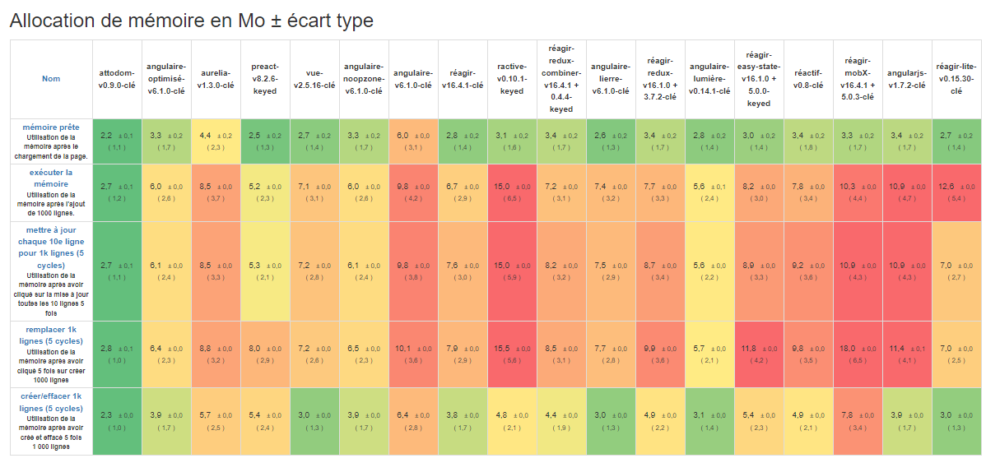 Allocation de mémoire en Mo ± écart type
Nom
attodom-
v0.9.0-clé
angulaire-
optimisé-
v6.1.0-clé
aurelia-
v1.3.0-clé
preact-
v8.2.6-
keyed
vue-
v2.5.16-clé
angulaire-
noopzone-
v6.1.0-clé
angulaire-
v6.1.0-clé
réagir-
v16.4.1-clé
ractive-
v0.10.1-
keyed
réagir-
redux-
combiner-
v16.4.1 +
0.4.4-
keyed
angulaire-
lierre-
v6.1.0-clé
réagir-
redux-
v16.1.0 +
3.7.2-clé
angulaire-
lumière-
v0.14.1-clé
réagir-
easy-state-
v16.1.0 +
5.0.0-
keyed
réactif-
v0.8-clé
réagir-
mobX-
v16.4.1 +
5.0.3-clé
angularjs-
v1.7.2-clé
réagir-lite-
v0.15.30-
clé
mémoire prête
Utilisation de la
mémoire après le
chargement de la page.
2,2 ± 0,1 3,3 ± 0,2 4,4 ± 0,2 2,5 ± 0,2 2,7 ± 0,2 3,3 ± 0,2 6,0 ± 0,0 2,8 ± 0,2 3,1 ± 0,2 3,4 ± 0,2 2,6 ± 0,2 3,4 ± 0,2 2,8 ± 0,2 3,0 ± 0,2 3,4 ± 0,2 3,3 ± 0,2 3,4 ± 0,2 2,7 ± 0,2
( 1,1 ) ( 1,7 ) ( 2,3 ) ( 1,3 ) ( 1,4 ) ( 1,7 ) ( 3,1 ) ( 1,4 ) ( 1,6 ) ( 1,7 ) ( 1,3 ) ( 1,7 ) ( 1,4 ) ( 1,4 ) ( 1,8 ) ( 1,7 ) ( 1,7 ) ( 1,4 )
exécuter la
mémoire
Utilisation de la
mémoire après l'ajout
de 1000 lignes.
2,7 ± 0,1 6,0 ± 0,0 8,5 ± 0,0 5,2 ± 0,0 7,1 ± 0,0 6,0 ± 0,0 9,8 ± 0,0 6,7 ± 0,0 15,0 ± 0,0 7,2 ± 0,0 7,4 ± 0,0 7,7 ± 0,0 5,6 ± 0,1 8,2 ± 0,0 7,8 ± 0,0 10,3 ± 0,0 10,9 ± 0,0 12,6 ± 0,0
( 1,2 ) ( 2,6 ) ( 3,7 ) ( 2,3 ) ( 3,1 ) ( 2,6 ) ( 4,2 ) ( 2,9 ) ( 6,5 ) ( 3,1 ) ( 3,2 ) ( 3,3 ) ( 2,4 ) ( 3,0 ) ( 3,4 ) ( 4,4 ) ( 4,7 ) ( 5,4 )
mettre à jour
chaque 10e ligne
pour 1k lignes (5
cycles)
Utilisation de la
mémoire après avoir
cliqué sur la mise à jour
toutes les 10 lignes 5
fois
2,7 ± 0,1 6,1 ± 0,0 8,5 ± 0,0 5,3 ± 0,0 7,2 ± 0,0 6,1 ± 0,0 9,8 ± 0,0 7,6 ± 0,0 15,0 ± 0,0 8,2 ± 0,0 7,5 ± 0,0 8,7 ± 0,0 5,6 ± 0,0 8,9 ± 0,0 9,2 ± 0,0 10,9 ± 0,0 10,9 ± 0,0 7,0 ± 0,0
( 1,1 ) ( 2,4 ) ( 3,3 ) ( 2,1 ) ( 2,8 ) ( 2,4 ) ( 3,8 ) ( 3,0 ) ( 5,9 ) ( 3,2 ) ( 2,9 ) ( 3,4 ) ( 2,2 ) ( 3,3 ) ( 3,6 ) ( 4,3 ) ( 4,3 ) ( 2,7 )
remplacer 1k
lignes (5 cycles)
Utilisation de la
mémoire après avoir
cliqué 5 fois sur créer
1000 lignes
2,8 ± 0,1 6,4 ± 0,0 8,8 ± 0,0 8,0 ± 0,0 7,2 ± 0,0 6,5 ± 0,0 10,1 ± 0,0 7,9 ± 0,0 15,5 ± 0,0 8,5 ± 0,0 7,7 ± 0,0 9,9 ± 0,0 5,7 ± 0,0 11,8 ± 0,0 9,8 ± 0,0 18,0 ± 0,0 11,4 ± 0,1 7,0 ± 0,0
( 1,0 ) ( 2,3 ) ( 3,2 ) ( 2,9 ) ( 2,6 ) ( 2,3 ) ( 3,6 ) ( 2,9 ) ( 5,6 ) ( 3,1 ) ( 2,8 ) ( 3,6 ) ( 2,1 ) ( 4,2 ) ( 3,5 ) ( 6,5 ) ( 4,1 ) ( 2,5 )
créer/effacer 1k
lignes (5 cycles)
Utilisation de la
mémoire après avoir
créé et effacé 5 fois
1 000 lignes
2,3 ± 0,0 3,9 ± 0,0 5,7 ± 0,0 5,4 ± 0,0 3,0 ± 0,0 3,9 ± 0,0 6,4 ± 0,0 3,8 ± 0,0 4,8 ± 0,0 4,4 ± 0,0 3,0 ± 0,0 4,9 ± 0,0 3,1 ± 0,0 5,4 ± 0,0 4,9 ± 0,0 7,8 ± 0,0 3,9 ± 0,0 3,0 ± 0,0
( 1,0 ) ( 1,7 ) ( 2,5 ) ( 2,4 ) ( 1,3 ) ( 1,7 ) ( 2,8 ) ( 1,7 ) ( 2,1 ) ( 1,9 ) ( 1,3 ) ( 2,2 ) ( 1,4 ) ( 2,3 ) ( 2,1 ) ( 3,4 ) ( 1,7 ) ( 1,3 )